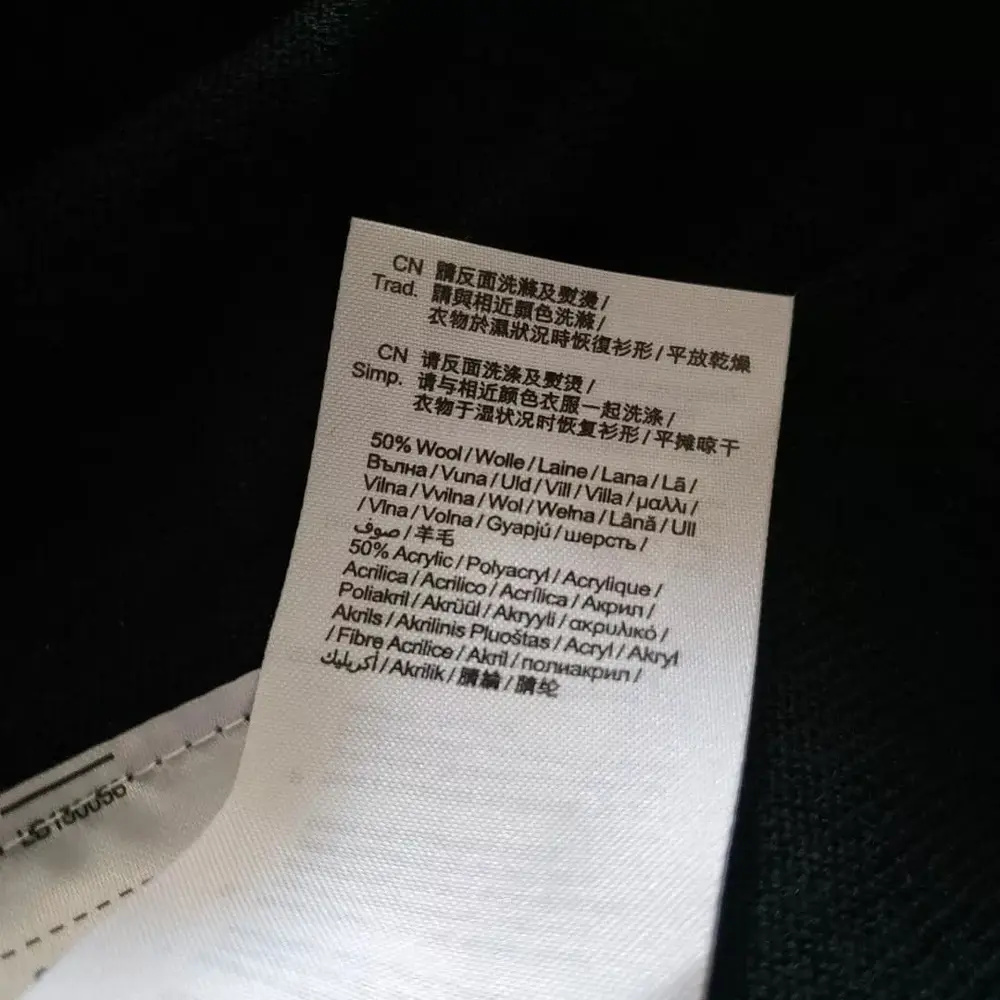 CN 請反面洗滌及熨燙/
Trad. 請與相近顏色洗滌/
衣物於濕狀況時恢復衫形/平放乾燥
CN 请反面洗涤及熨烫/
Simp. 请与相近颜色衣服一起洗涤/
衣物于湿状况时恢复衫形/平摊晾干
50% Wool/Wolle/Laine/Lana/Lã/
Вълна/Vuna/Uld/Vill/Villa/μαλλι/
Vilna/Vvilna/Wol/Wełna/Lână/Ull
/Vlna/Volna/Gyapjú/шерсть/
صوف/羊毛
50% Acrylic/Polyacryl/Acrylique/
Acrilica/Acrilico/Acrílica/Акрил/
Poliakril/Akrüül/Akryyli/ακρυλικό/
Akrils/Akrilinis Pluoštas/Acryl/Akryl
/Fibre Acrilice/Akril/полиакрил/
أكريليك/Akrilik/腈綸/腈纶